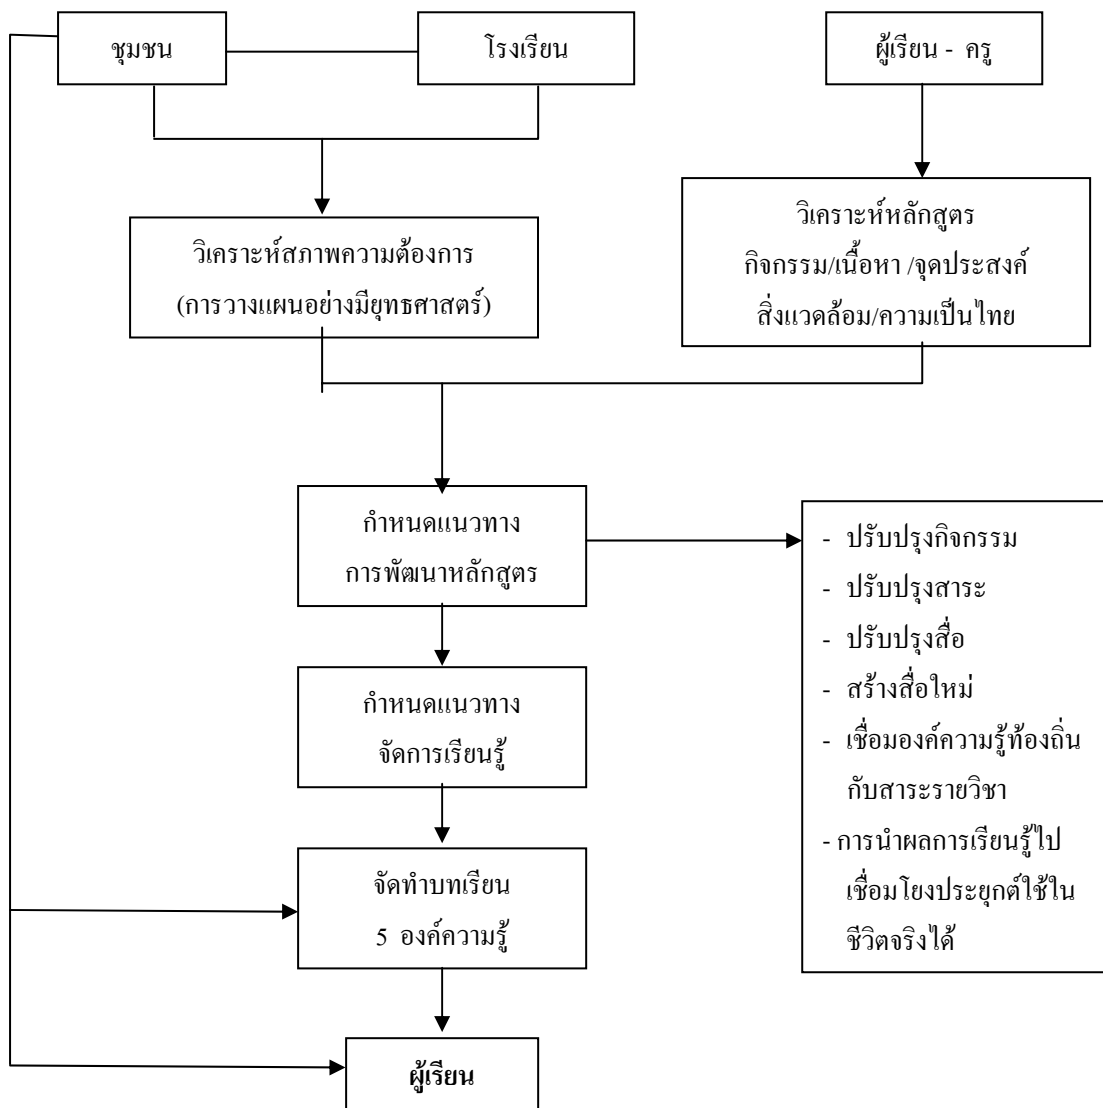 ชุมชน
โรงเรียน
ผู้เรียน - ครู
วิเคราะห์สภาพความต้องการ
(การวางแผนอย่างมียุทธศาสตร์)
วิเคราะห์หลักสูตร
กิจกรรม/เนื้อหา /จุดประสงค์
สิ่งแวดล้อม/ความเป็นไทย
กำหนดแนวทาง
การพัฒนาหลักสูตร
- ปรับปรุงกิจกรรม
- ปรับปรุงสาระ
- ปรับปรุงสื่อ
- สร้างสื่อใหม่
- เชื่อมองค์ความรู้ท้องถิ่น
กับสาระรายวิชา
- การนำผลการเรียนรู้ไป
เชื่อมโยงประยุกต์ใช้ใน
ชีวิตจริงได้
กำหนดแนวทาง
จัดการเรียนรู้
จัดทำบทเรียน
5 องค์ความรู้
ผู้เรียน